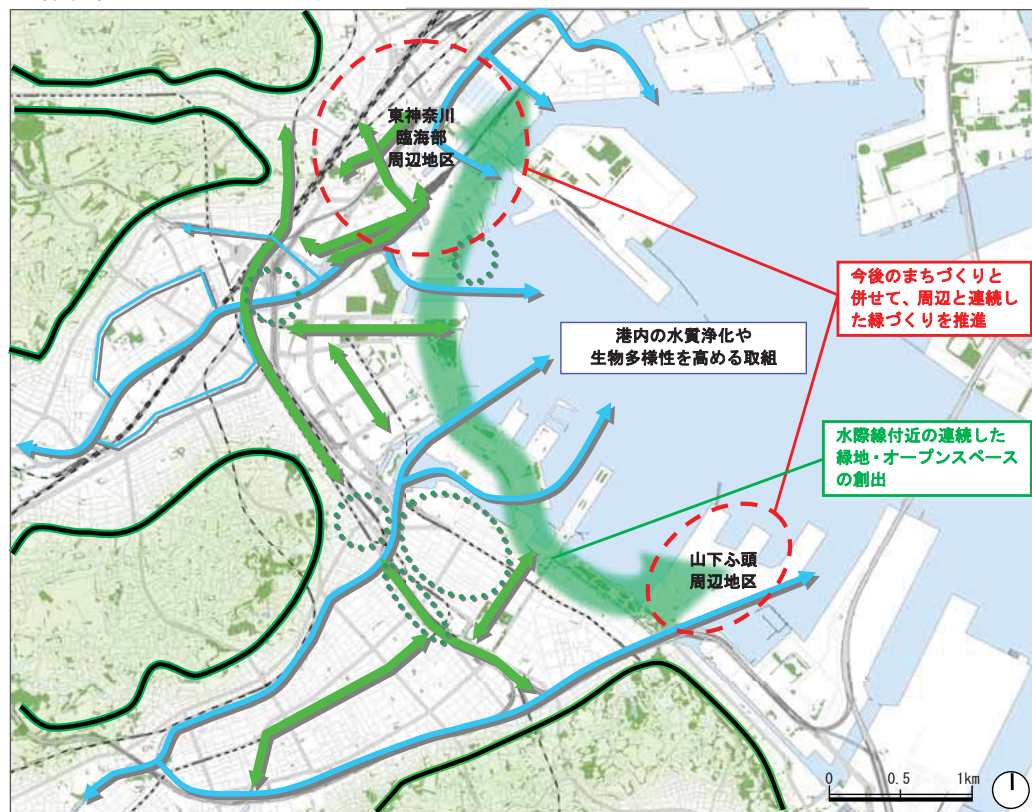 東神奈川
臨海部
周辺地区
今後のまちづくりと
併せて、周辺と連続し
た緑づくりを推進
港内の水質浄化や
生物多様性を高める取組
水際線付近の連続した
緑地・オープンスペース
の創出
山下ふ頭
周辺地区
0 0.5 1km